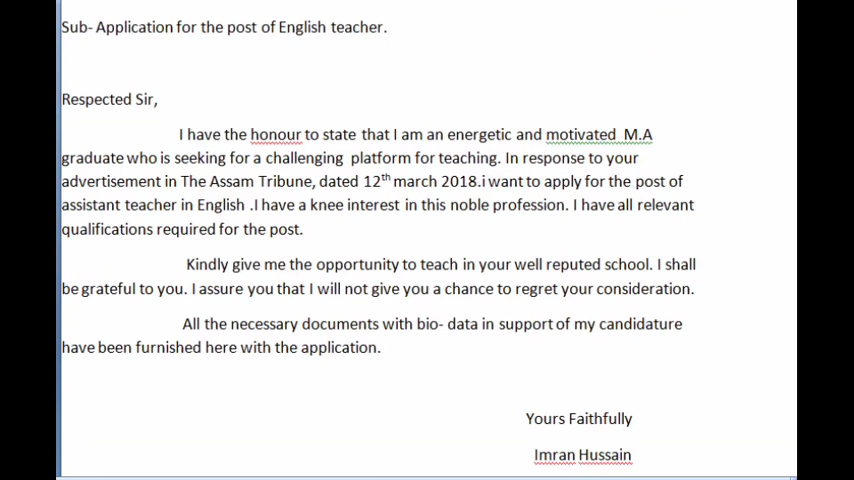 Sub- Application for the post of English teacher.
Respected Sir,
I have the honour to state that I am an energetic and motivated M.A
graduate who is seeking for a challenging platform for teaching. In response to your
advertisement in The Assam Tribune, dated 12th march 2018.i want to apply for the post of
assistant teacher in English .I have a knee interest in this noble profession. I have all relevant
qualifications required for the post.
Kindly give me the opportunity to teach in your well reputed school. I shall
be grateful to you. I assure you that I will not give you a chance to regret your consideration.
All the necessary documents with bio- data in support of my candidature
have been furnished here with the application.
Yours Faithfully
Imran Hussain